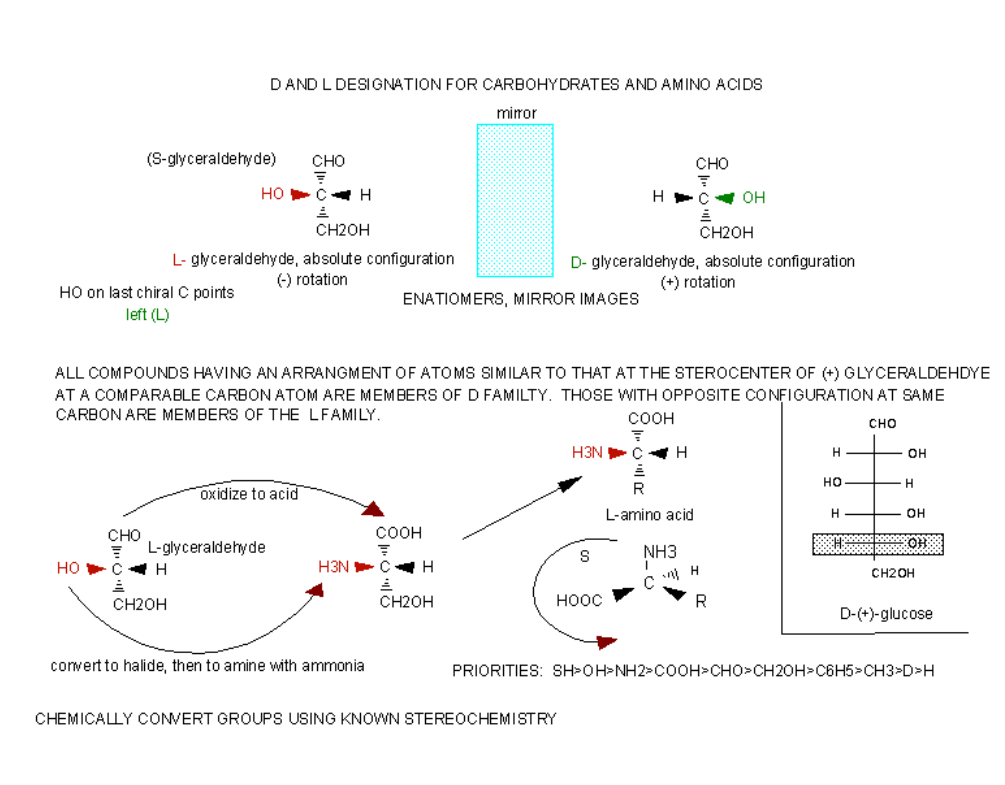 D AND L DESIGNATION FOR CARBOHYDRATES AND AMINO ACIDS
mirror
(S-glyceraldehyde)
CHO
HO C H
CH2OH
L- glyceraldehyde, absolute configuration
(-) rotation
CHO
H C OH
CH2OH
D- glyceraldehyde, absolute configuration
(+) rotation
HO on last chiral C points
left (L)
ENATIOMERS, MIRROR IMAGES
ALL COMPOUNDS HAVING AN ARRANGMENT OF ATOMS SIMILAR TO THAT AT THE STEROCENTER OF (+) GLYCERALDEHDYE
AT A COMPARABLE CARBON ATOM ARE MEMBERS OF D FAMILTY. THOSE WITH OPPOSITE CONFIGURATION AT SAME
CARBON ARE MEMBERS OF THE L FAMILY.
oxidize to acid
CHO
L-glyceraldehyde
HO C H
CH2OH
COOH
H3N C H
CH2OH
convert to halide, then to amine with ammonia
COOH
H3N C H
R
L-amino acid
S
NH3
H
C
HOOC
R
CHO
H OH
HO H
H OH
H OH
CH2OH
D-(+)-glucose
PRIORITIES: SH>OH>NH2>COOH>CHO>CH2OH>C6H5>CH3>D>H
CHEMICALLY CONVERT GROUPS USING KNOWN STEREOCHEMISTRY